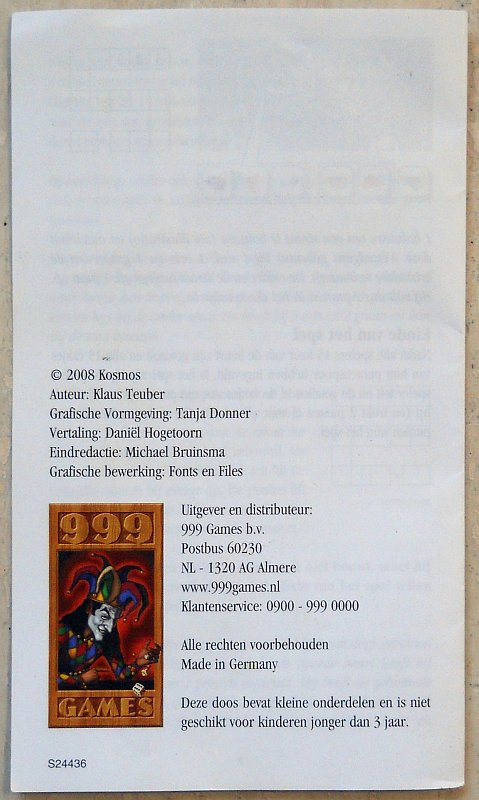 © 2008 Kosmos
Auteur: Klaus Teuber
Grafische Vormgeving: Tanja Donner
Vertaling: Daniël Hogetoorn
Eindredactie: Michael Bruinsma
Grafische bewerking: Fonts en Files
999
GAMES
Uitgever en distributeur:
999 Games b.v.
Postbus 60230
NL - 1320 AG Almere
www.999games.nl
Klantenservice: 0900 - 999 0000
Alle rechten voorbehouden
Made in Germany
Deze doos bevat kleine onderdelen en is niet
geschikt voor kinderen jonger dan 3 jaar.
S24436